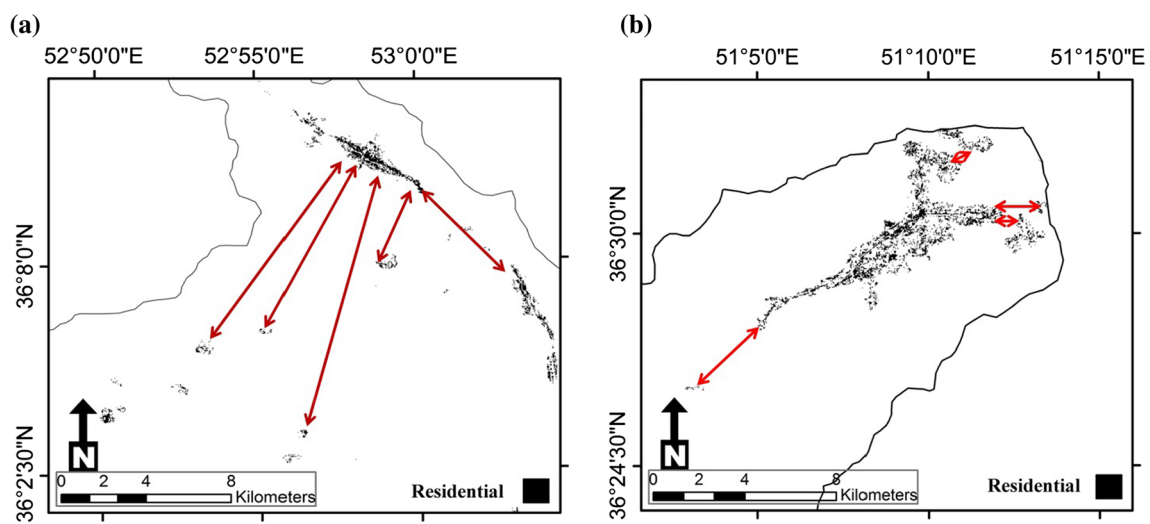 (a)
52°50'0"E 52°55'0"E 53°0'0"E
36°8'0"N
36°2'30"N
N
0 2 4 8
Kilometers
Residential
(b)
51°5'0"E 51°10'0"E 51°15'0"E
36°30'0"N
36°24'30"N
N
0 2 4 8
Kilometers
Residential